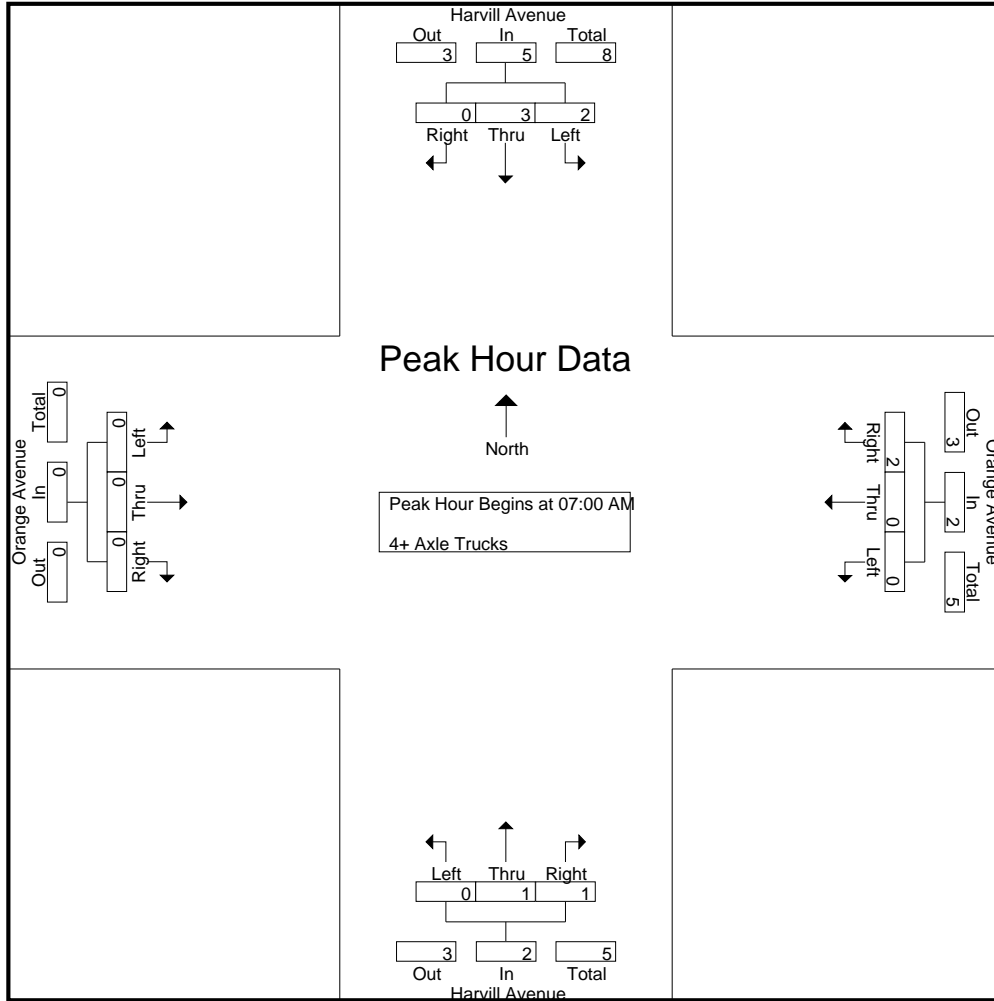 Harvill Avenue
Out In Total
3 5 8
0 3 2
Right Thru Left
Peak Hour Data
North
Peak Hour Begins at 07:00 AM
4+ Axle Trucks
Orange Avenue
Out In Total
0 0 0
0 0 0
Right Thru Left
Orange Avenue
Out In Total
3 2 5
2 0 0
Right Thru Left
Left Thru Right
0 1 1
3 2 5
Out In Total
Harvill Avenue